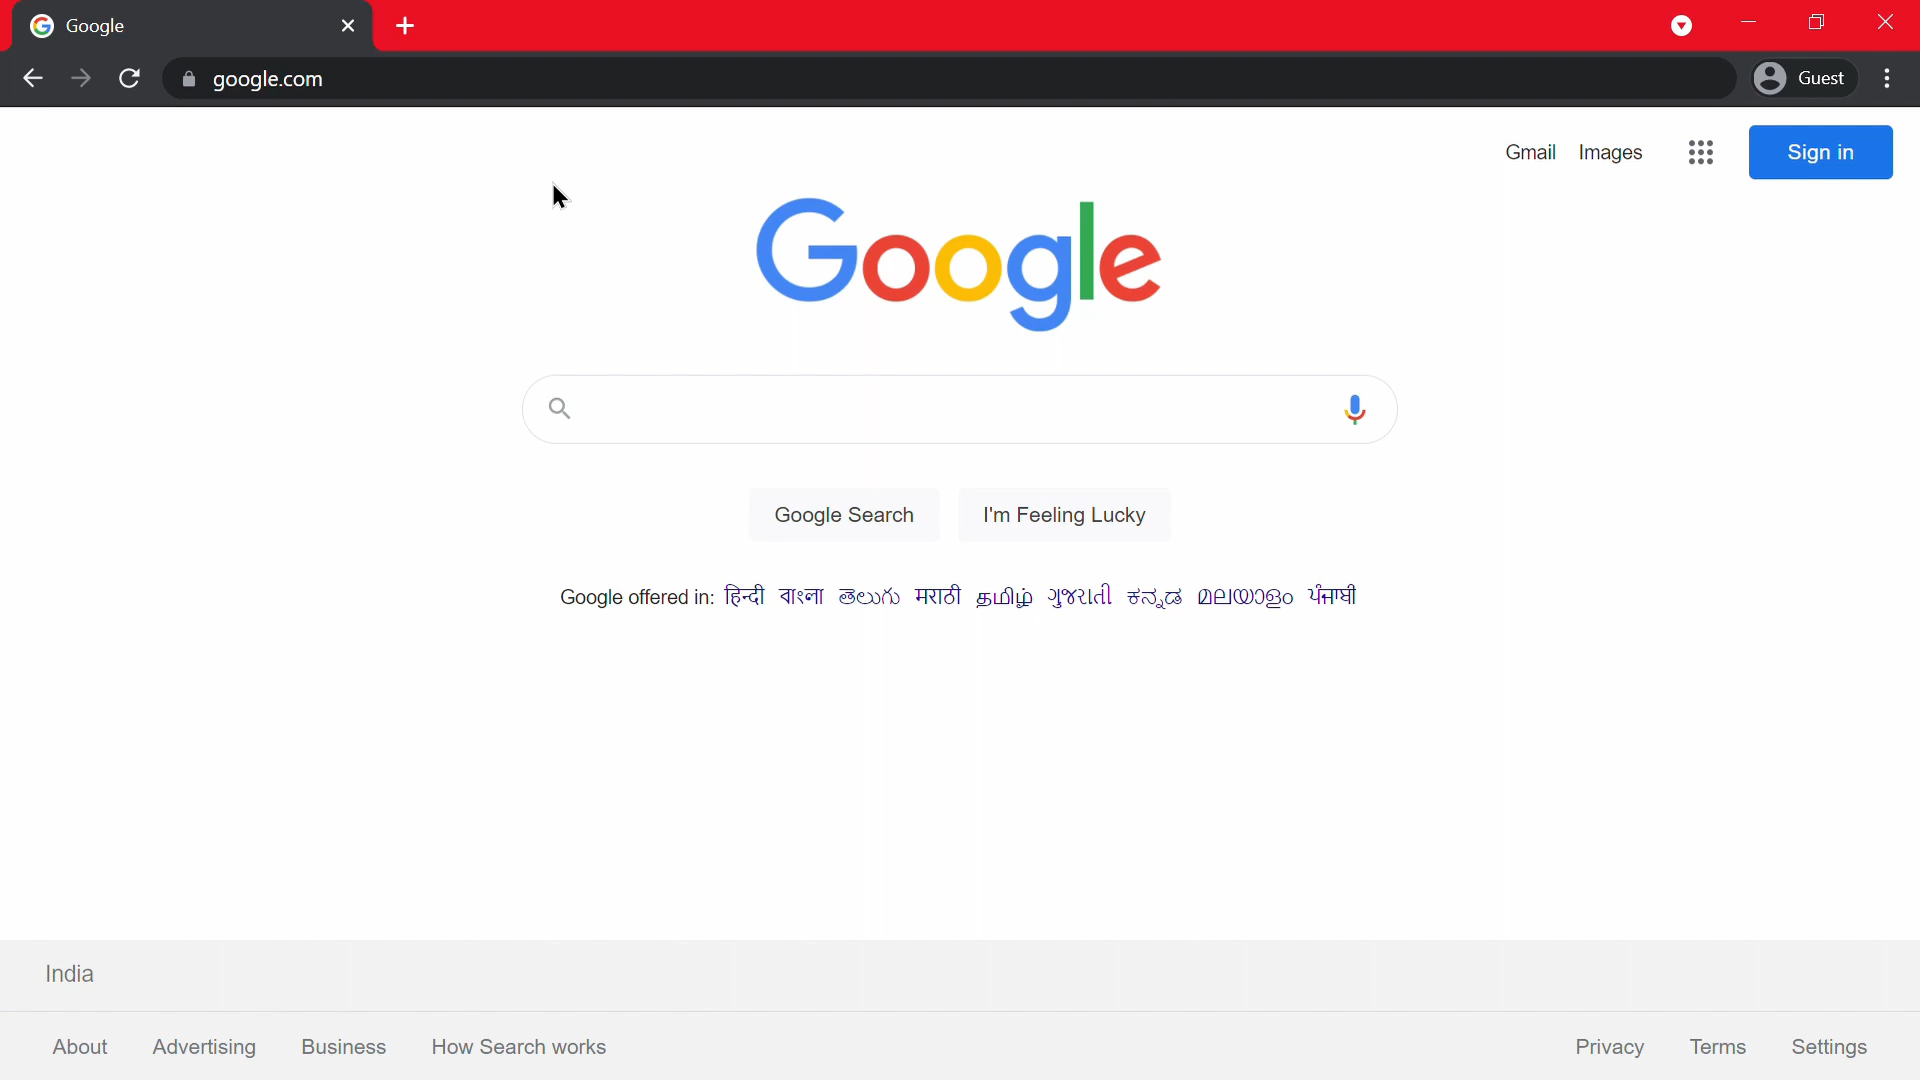 Google
google.com
Guest
Gmail Images Sign in
Google
Google Search I'm Feeling Lucky
Google offered in: हिन्दी বাংলা తెలుగు मराठी தமிழ் ગુજરાતી ಕನ್ನಡ മലയാളം ਪੰਜਾਬੀ
India
About Advertising Business How Search works Privacy Terms Settings